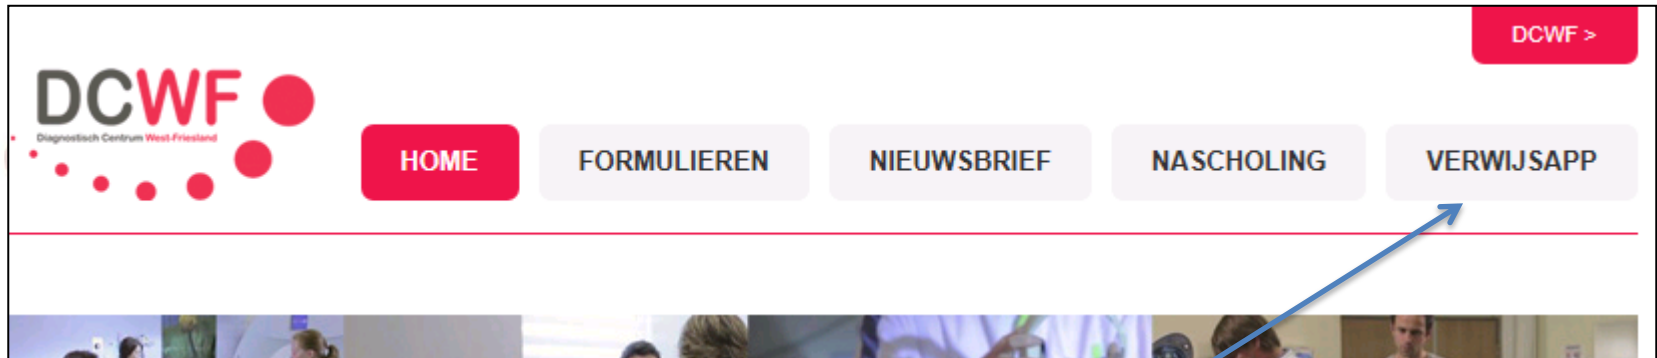 DCWF >
DCWF
Diagnostisch Centrum West-Friesland
HOME
FORMULIEREN
NIEUWSBRIEF
NASCHOLING
VERWIJSAPP